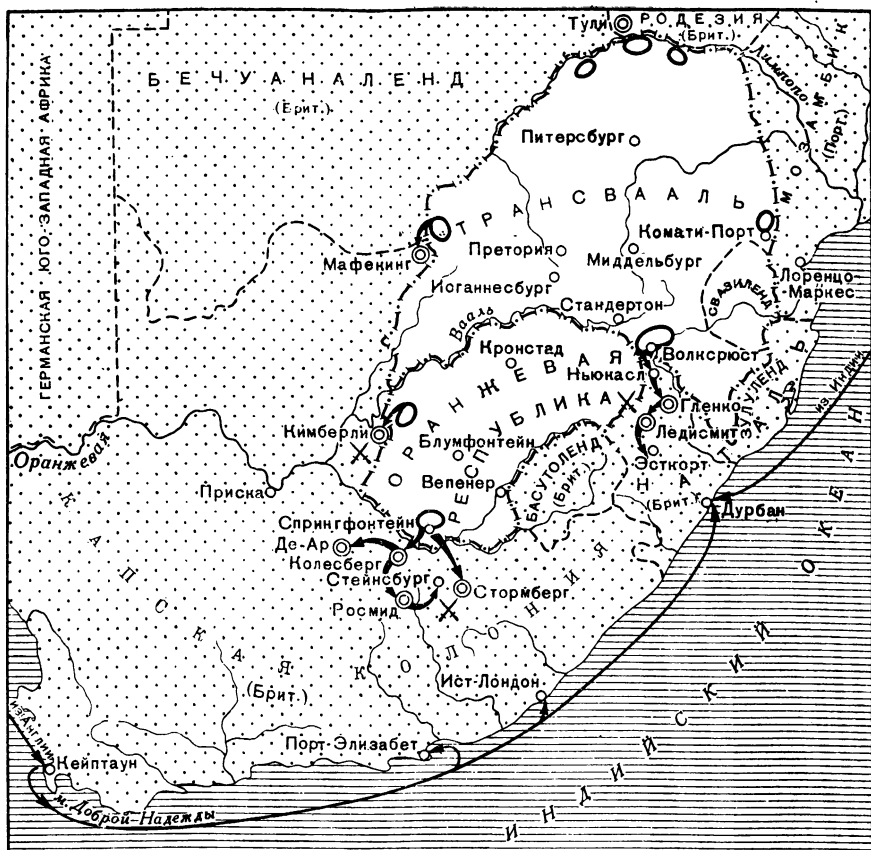 Тули
РОДЕЗИЯ
(Брит.)
БЕЧУАНАЛЕНД
(Брит.)
ГЕРМАНСКАЯ ЮГО-ЗАПАДНАЯ АФРИКА
Лимпопо
МОЗАМБИК
(Порт.)
Питерсбург
ТРАНСВААЛЬ
Мафекинг
Претория
Комати-Порт
Миддельбург
Иоганнесбург
Лоренцо-
-Маркес
СВАЗИЛЕНД
Стандертон
Вааль
Кронстад
Волксрюст
ОРАНЖЕВАЯ
РЕСПУБЛИКА
Ньюкасл
Гленко
ЗУЛУЛЕНД
из Индии
Кимберли
Блумфонтейн
Ледисмит
Оранжевая
Эсткорт
НАТАЛЬ
(Брит.)
Вепенер
БАСУТОЛЕНД
(Брит.)
Приска
Дурбан
Спрингфонтейн
Де-Ар
Колесберг
Стейнсбург
Стормберг
Росмид
КАПСКАЯ КОЛОНИЯ
(Брит.)
Ист-Лондон
Порт-Элизабет
из Англии
Кейптаун
м. Доброй-Надежды
ИНДИЙСКИЙ ОКЕАН